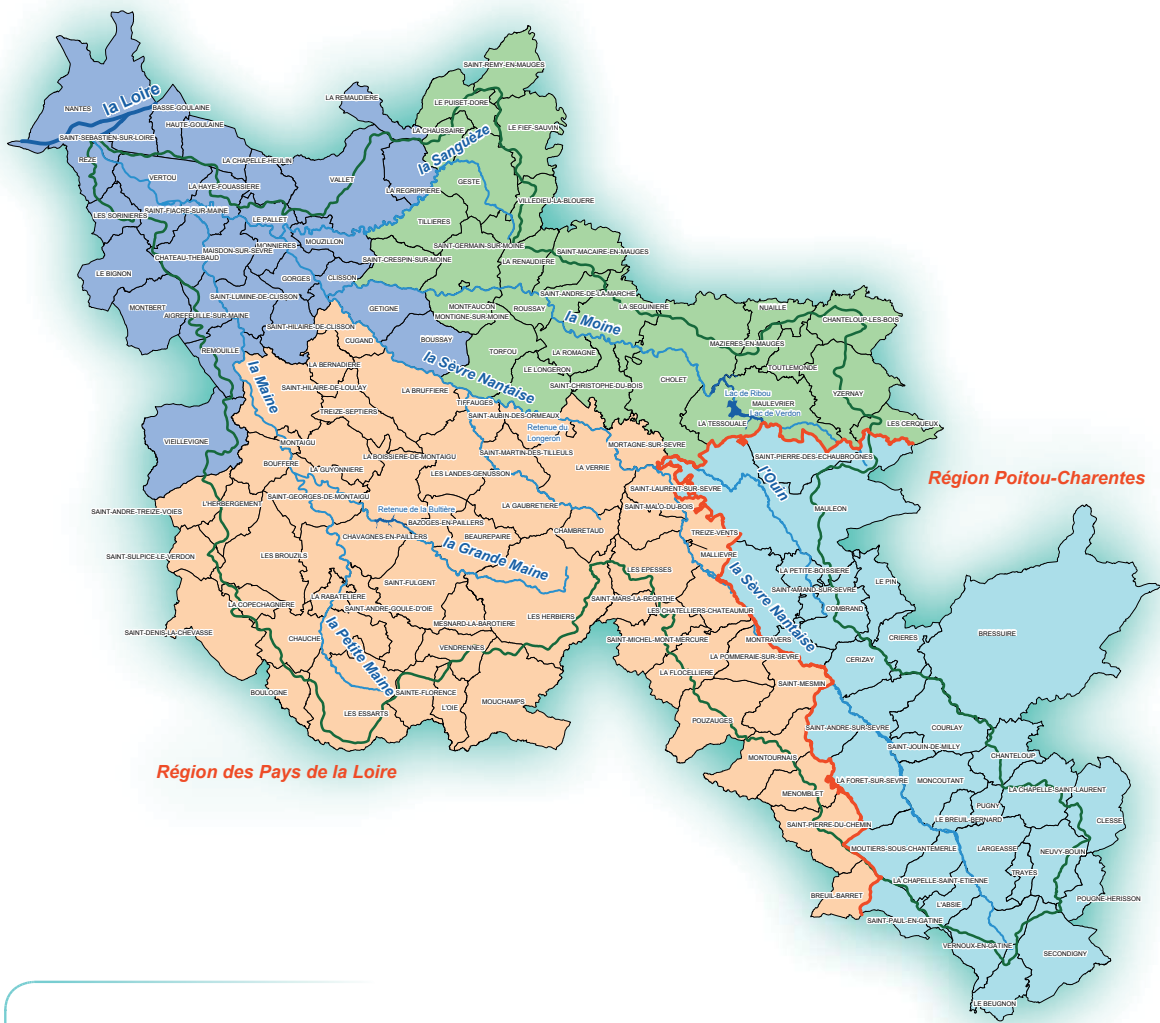 SAINT-REMY-EN-MAUGES
NANTES
la Loire
LA REMAUDIERE
LE PUISET-DORE
BASSE-GOULAINE
HAUTE-GOULAINE
LA CHAUSSAIRE
LE FIEF-SAUVIN
SAINT-SEBASTIEN-SUR-LOIRE
la Sanguèze
REZE
LA CHAPELLE-HEULIN
VERTOU
VALLET
GESTE
LA HAYE-FOUASSIERE
LA REGRIPPIERE
VILLEDIEU-LA-BLOUERE
LES SORINIERES
SAINT-FIACRE-SUR-MAINE
LE PALLET
TILLIERES
MONNIERES
MOUZILLON
SAINT-GERMAIN-SUR-MOINE
MAISDON-SUR-SEVRE
SAINT-MACAIRE-EN-MAUGES
CHATEAU-THEBAUD
SAINT-CRESPIN-SUR-MOINE
LA RENAUDIERE
LE BIGNON
GORGES
CLISSON
SAINT-LUMINE-DE-CLISSON
SAINT-ANDRE-DE-LA-MARCHE
MONTBERT
GETIGNE
MONTFAUCON
ROUSSAY
LA SEGUINIERE
NUAILLE
AIGREFEUILLE-SUR-MAINE
MONTIGNE-SUR-MOINE
la Moine
CHANTELOUP-LES-BOIS
SAINT-HILAIRE-DE-CLISSON
CUGAND
BOUSSAY
MAZIERES-EN-MAUGES
REMOUILLE
TORFOU
LA ROMAGNE
la Maine
LA BERNADIERE
la Sèvre Nantaise
LE LONGERON
TOUTLEMONDE
SAINT-HILAIRE-DE-LOULAY
LA BRUFFIERE
SAINT-CHRISTOPHE-DU-BOIS
CHOLET
Lac de Ribou
YZERNAY
TIFFAUGES
MAULEVRIER
TREIZE-SEPTIERS
SAINT-AUBIN-DES-ORMEAUX
Lac de Verdon
LA TESSOUALE
LES CERQUEUX
VIEILLEVIGNE
Retenue du
Longeron
MONTAIGU
MORTAGNE-SUR-SEVRE
SAINT-MARTIN-DES-TILLEULS
LA BOISSIERE-DE-MONTAIGU
SAINT-PIERRE-DES-ECHAUBROGNES
BOUFFERE
LA GUYONNIERE
LA VERRIE
LES LANDES-GENUSSON
l'Ouin
Région Poitou-Charentes
SAINT-LAURENT-SUR-SEVRE
SAINT-GEORGES-DE-MONTAIGU
L'HERBERGEMENT
LA GAUBRETIERE
SAINT-MALO-DU-BOIS
SAINT-ANDRE-TREIZE-VOIES
Retenue de la Bultière
MAULEON
BAZOGES-EN-PAILLERS
CHAMBRETAUD
TREIZE-VENTS
CHAVAGNES-EN-PAILLERS
BEAUREPAIRE
SAINT-SULPICE-LE-VERDON
LES BROUZILS
la Grande Maine
MALLIEVRE
LES EPESSES
LA PETITE-BOISSIERE
SAINT-FULGENT
la Sèvre Nantaise
LE PIN
SAINT-AMAND-SUR-SEVRE
LA RABATELIERE
SAINT-MARS-LA-REORTHE
LA COPECHAGNIERE
SAINT-ANDRE-GOULE-D'OIE
LES CHATELLIERS-CHATEAUMUR
COMBRAND
LES HERBIERS
MESNARD-LA-BAROTIERE
SAINT-DENIS-LA-CHEVASSE
CHAUCHE
la Petite Maine
SAINT-MICHEL-MONT-MERCURE
MONTRAVERS
CRIERES
BRESSUIRE
VENDRENNES
LA POMMERAIE-SUR-SEVRE
CERIZAY
LA FLOCELLIERE
SAINT-MESMIN
BOULOGNE
SAINTE-FLORENCE
MOUCHAMPS
L'OIE
LES ESSARTS
POUZAUGES
SAINT-ANDRE-SUR-SEVRE
COURLAY
SAINT-JOUIN-DE-MILLY
MONTOURNAIS
CHANTELOUP
Région des Pays de la Loire
LA FORET-SUR-SEVRE
MONCOUTANT
LA CHAPELLE-SAINT-LAURENT
MENOMBLET
PUGNY
SAINT-PIERRE-DU-CHEMIN
LE BREUIL-BERNARD
CLESSE
MOUTIERS-SOUS-CHANTEMERLE
LARGEASSE
NEUVY-BOUIN
TRAYES
LA CHAPELLE-SAINT-ETIENNE
BREUIL-BARRET
POUGNE-HERISSON
L'ABSIE
SAINT-PAUL-EN-GATINE
VERNOUX-EN-GATINE
SECONDIGNY
LE BEUGNON